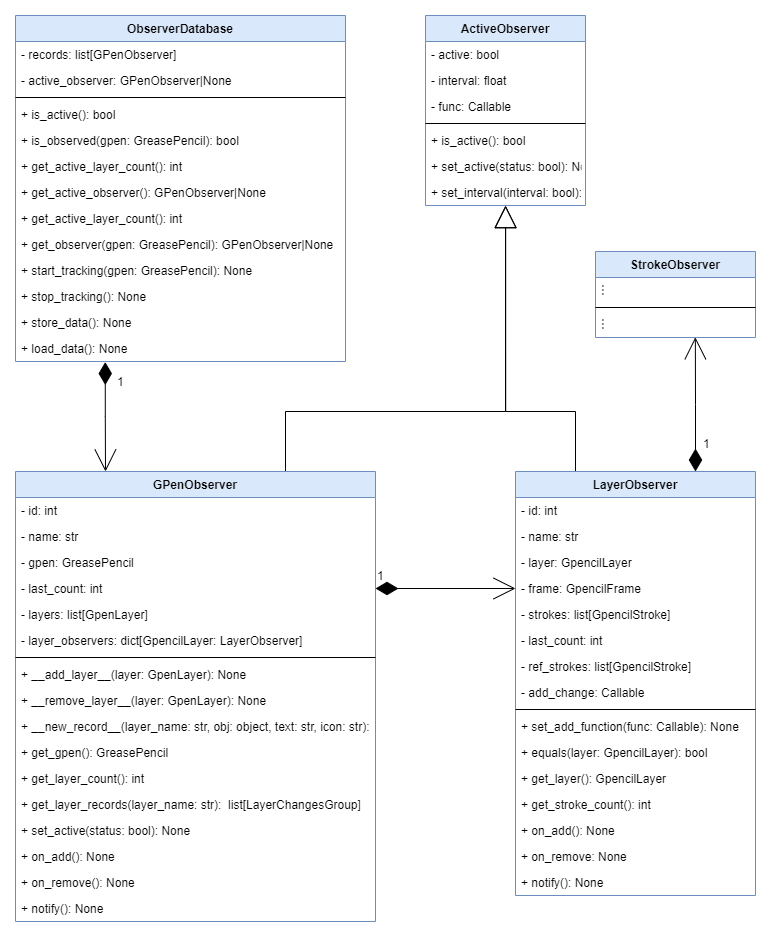 ObserverDatabase
- records: list[GPenObserver]
- active_observer: GPenObserver|None
+ is_active(): bool
+ is_observed(gpen: GreasePencil): bool
+ get_active_layer_count(): int
+ get_active_observer(): GPenObserver|None
+ get_active_layer_count(): int
+ get_observer(gpen: GreasePencil): GPenObserver|None
+ start_tracking(gpen: GreasePencil): None
+ stop_tracking(): None
+ store_data(): None
+ load_data(): None
1
ActiveObserver
- active: bool
- interval: float
- func: Callable
+ is_active(): bool
+ set_active(status: bool): N
+ set_interval(interval: bool):
StrokeObserver
⋮
⋮
1
GPenObserver
- id: int
- name: str
- gpen: GreasePencil
- last_count: int
- layers: list[GpenLayer]
- layer_observers: dict[GpencilLayer: LayerObserver]
+ __add_layer__(layer: GpenLayer): None
+ __remove_layer__(layer: GpenLayer): None
+ __new_record__(layer_name: str, obj: object, text: str, icon: str):
+ get_gpen(): GreasePencil
+ get_layer_count(): int
+ get_layer_records(layer_name: str):  list[LayerChangesGroup]
+ set_active(status: bool): None
+ on_add(): None
+ on_remove(): None
+ notify(): None
1
LayerObserver
- id: int
- name: str
- layer: GpencilLayer
- frame: GpencilFrame
- strokes: list[GpencilStroke]
- last_count: int
- ref_strokes: list[GpencilStroke]
- add_change: Callable
+ set_add_function(func: Callable): None
+ equals(layer: GpencilLayer): bool
+ get_layer(): GpencilLayer
+ get_stroke_count(): int
+ on_add(): None
+ on_remove: None
+ notify(): None